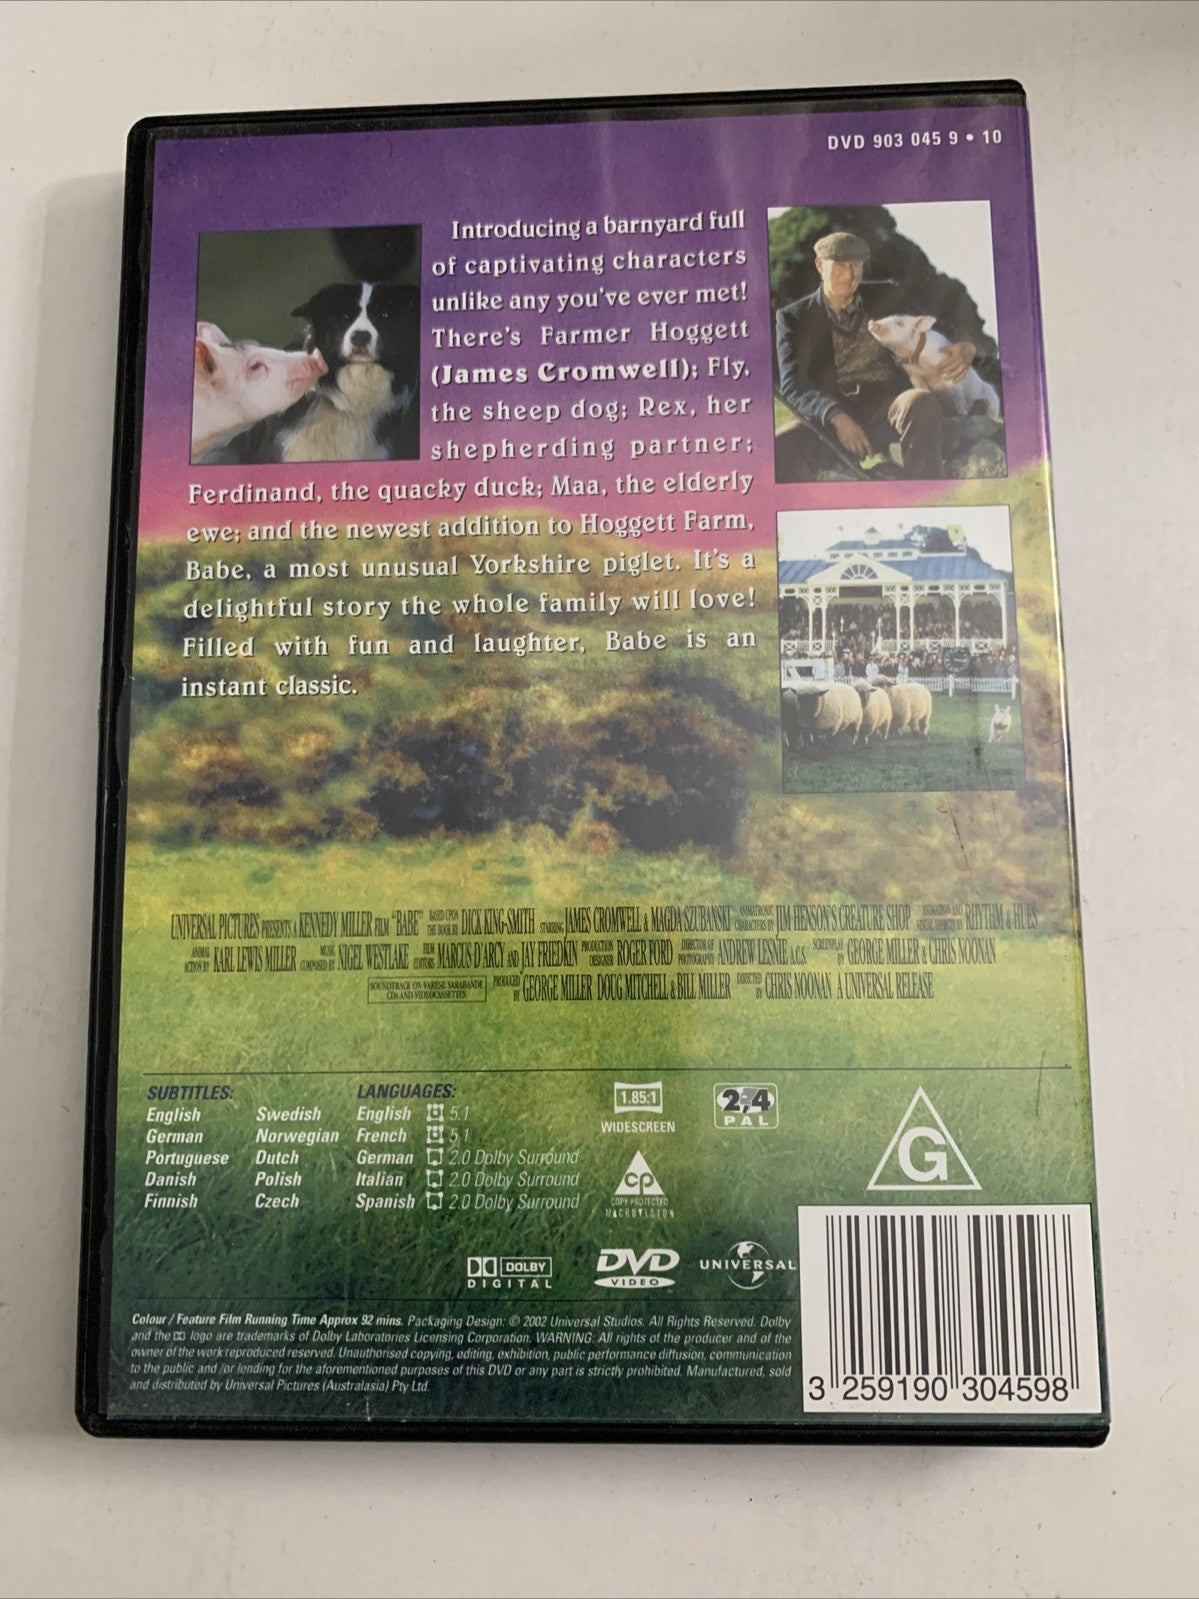 DVD 903 045 9 • 10
Introducing a barnyard full
of captivating characters
unlike any you've ever met!
There's Farmer Hoggett
(James Cromwell); Fly,
the sheep dog; Rex, her
shepherding partner;
Ferdinand, the quacky duck; Maa, the elderly
ewe; and the newest addition to Hoggett Farm,
Babe, a most unusual Yorkshire piglet. It's a
delightful story the whole family will love!
Filled with fun and laughter, Babe is an
instant classic.
UNIVERSAL PICTURES PRESENTS A KENNEDY MILLER FILM "BABE" BASED UPON THE BOOK BY DICK KING-SMITH STARRING JAMES CROMWELL & MAGDA SZUBANSKI ANIMATRONIC CHARACTERS BY JIM HENSON'S CREATURE SHOP ANIMATION AND VISUAL EFFECTS BY RHYTHM & HUES
ANIMAL ACTION BY KARL LEWIS MILLER MUSIC COMPOSED BY NIGEL WESTLAKE FILM EDITORS MARCUS D'ARCY AND JAY FRIEDKIN PRODUCTION DESIGNER ROGER FORD DIRECTOR OF PHOTOGRAPHY ANDREW LESNIE A.C.S. SCREENPLAY BY GEORGE MILLER & CHRIS NOONAN
SOUNDTRACK ON VARESE SARABANDE CDS AND VIDEOCASSETTES PRODUCED BY GEORGE MILLER DOUG MITCHELL & BILL MILLER DIRECTED BY CHRIS NOONAN A UNIVERSAL RELEASE
SUBTITLES:
English Swedish
German Norwegian
Portuguese Dutch
Danish Polish
Finnish Czech
LANGUAGES:
English 5.1
French 5.1
German 2.0 Dolby Surround
Italian 2.0 Dolby Surround
Spanish 2.0 Dolby Surround
1.85:1
WIDESCREEN
2,4
PAL
cp
COPY PROTECTED
MACROVISION
G
DOLBY
DIGITAL
DVD
VIDEO
UNIVERSAL
Colour / Feature Film Running Time Approx 92 mins. Packaging Design: © 2002 Universal Studios. All Rights Reserved. Dolby
and the logo are trademarks of Dolby Laboratories Licensing Corporation. WARNING: All rights of the producer and of the
owner of the work reproduced reserved. Unauthorised copying, editing, exhibition, public performance diffusion, communication
to the public and /or lending for the aforementioned purposes of this DVD or any part is strictly prohibited. Manufactured, sold
and distributed by Universal Pictures (Australasia) Pty Ltd.
3 259190 304598